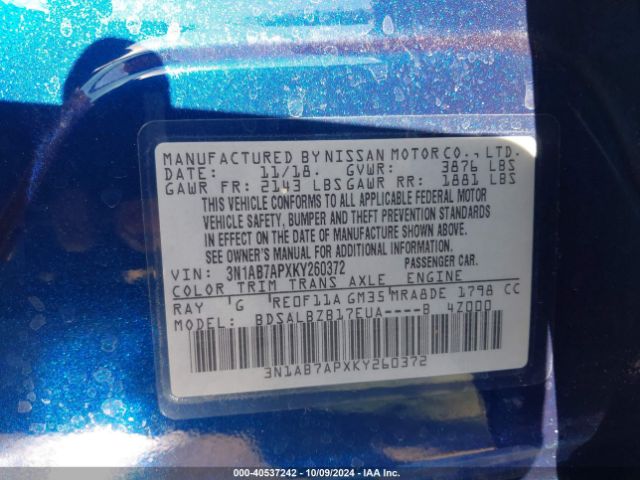 MANUFACTURED BY NISSAN MOTOR CO., LTD.
DATE: 11/18. GVWR: 3876 LBS
GAWR FR: 2143 LBS GAWR RR: 1881 LBS
THIS VEHICLE CONFORMS TO ALL APPLICABLE FEDERAL MOTOR
VEHICLE SAFETY, BUMPER AND THEFT PREVENTION STANDARDS
IN EFFECT ON THE DATE OF MANUFACTURE SHOWN ABOVE.
SEE OWNER'S MANUAL FOR ADDITIONAL INFORMATION.
VIN: 3N1AB7APXKY260372 PASSENGER CAR.
COLOR TRIM TRANS AXLE ENGINE
RAY 'G 'RE0F11A GM35 'MRA8DE 1798 CC
MODEL: BDSALBZB17EUA----B 4Z000
3N1AB7APXKY260372
000-40537242 - 10/09/2024 - IAA Inc.